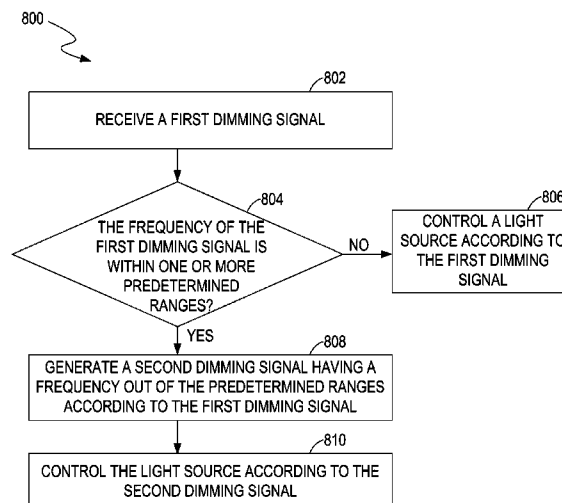 800
802
RECEIVE A FIRST DIMMING SIGNAL
804
THE FREQUENCY OF THE
FIRST DIMMING SIGNAL IS
WITHIN ONE OR MORE
PREDETERMINED
RANGES?
NO
806
CONTROL A LIGHT
SOURCE ACCORDING TO
THE FIRST DIMMING
SIGNAL
YES
808
GENERATE A SECOND DIMMING SIGNAL HAVING A
FREQUENCY OUT OF THE PREDETERMINED RANGES
ACCORDING TO THE FIRST DIMMING SIGNAL
810
CONTROL THE LIGHT SOURCE ACCORDING TO THE
SECOND DIMMING SIGNAL